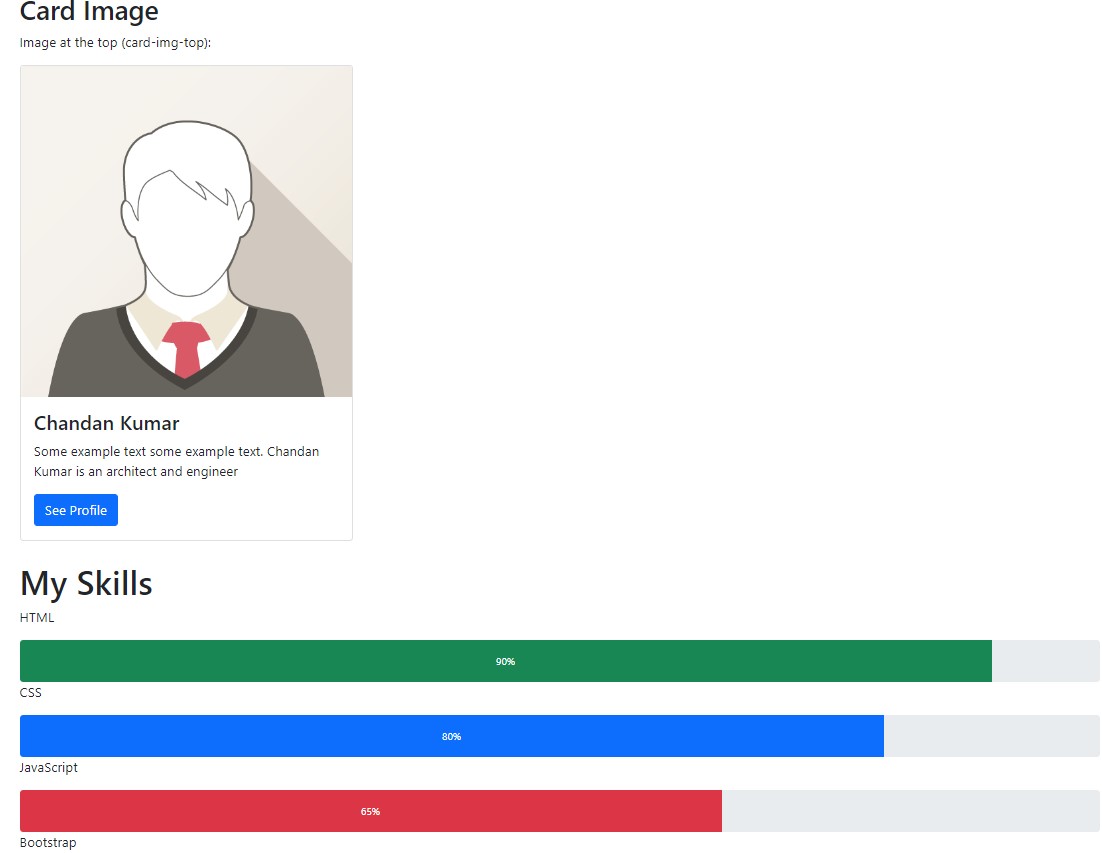 Card Image
Image at the top (card-img-top):
Chandan Kumar
Some example text some example text. Chandan
Kumar is an architect and engineer
See Profile
My Skills
HTML
90%
CSS
80%
JavaScript
65%
Bootstrap